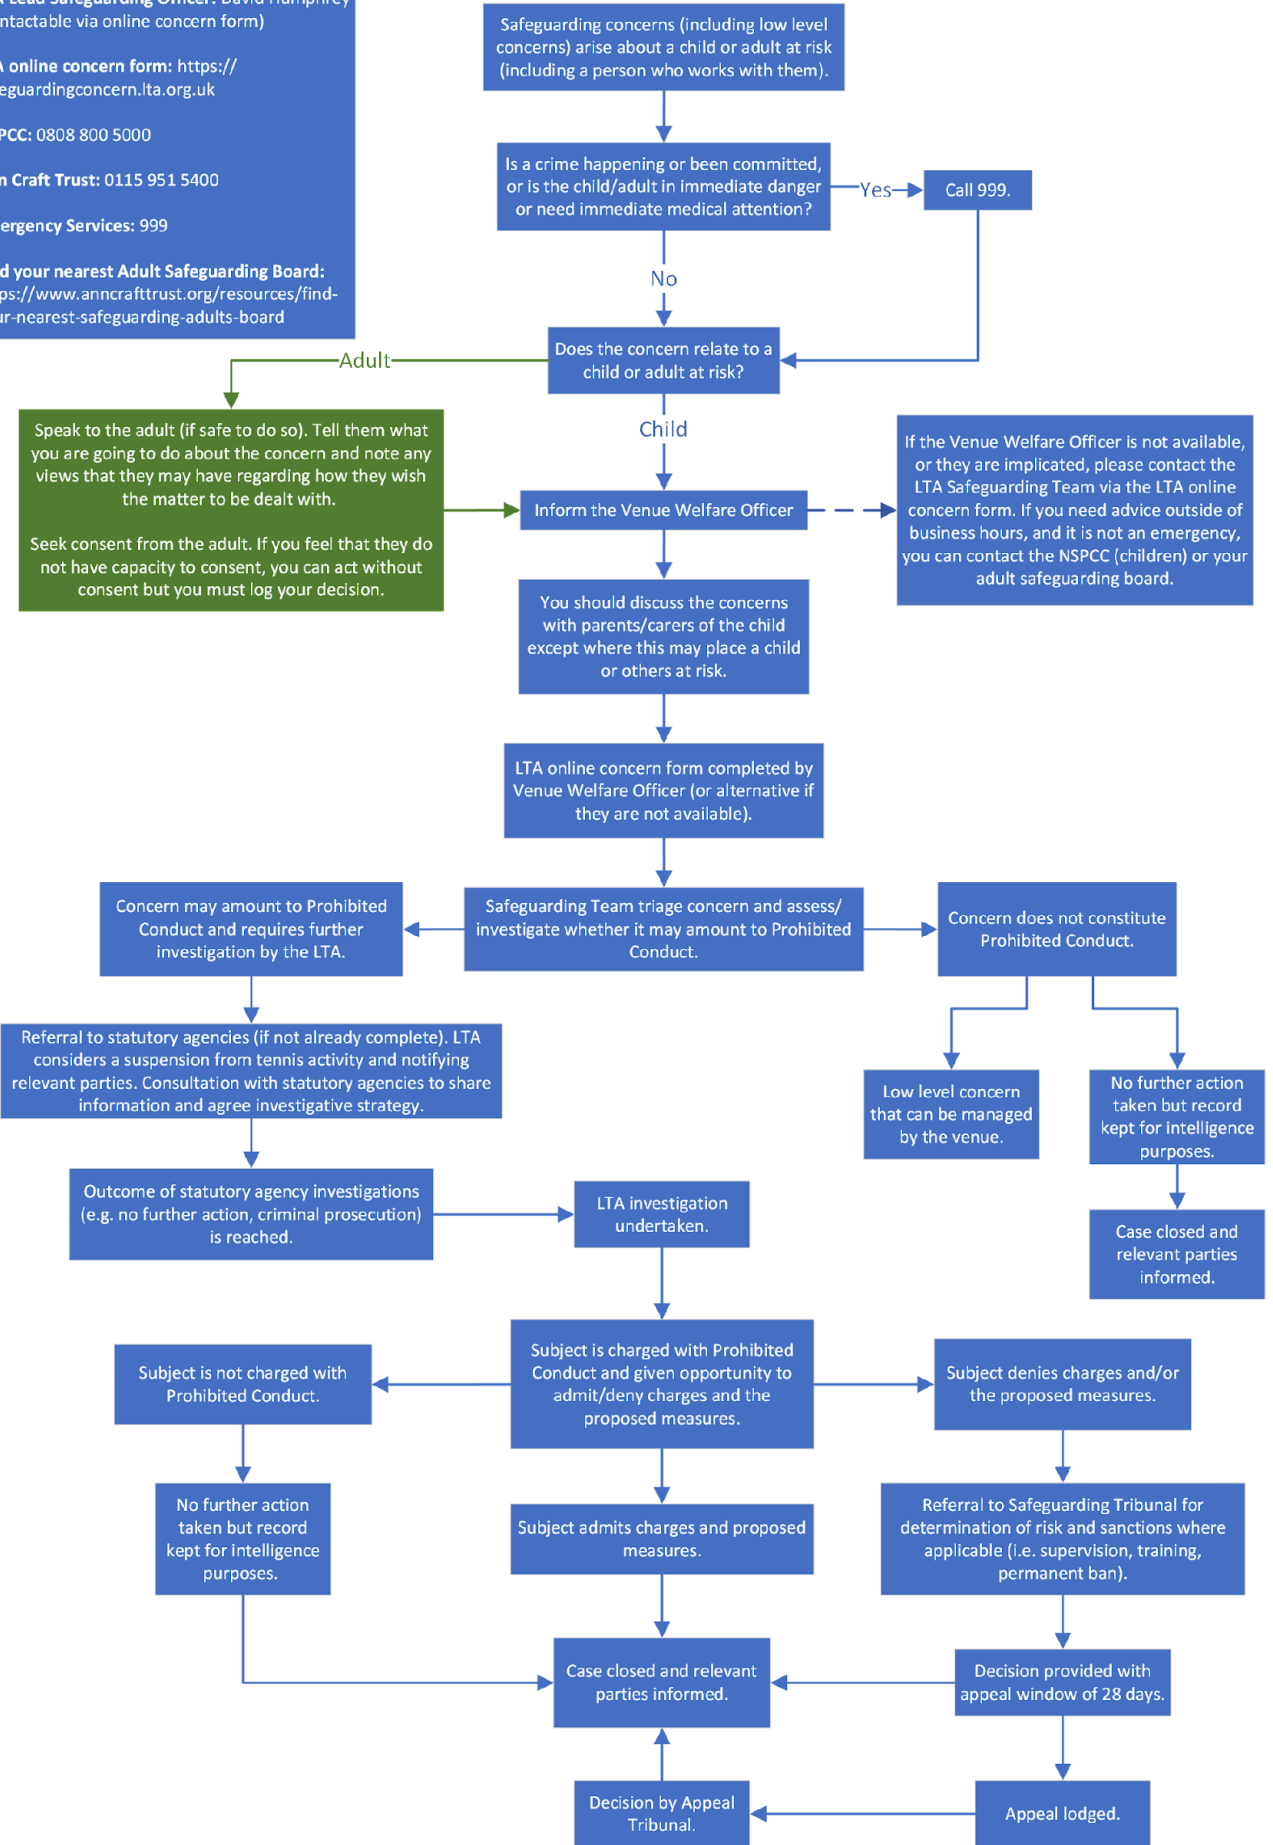 Lead Safeguarding Officer: David Humphrey
ntactable via online concern form)
online concern form: https://
eguardingconcern.lta.org.uk
PCC: 0808 800 5000
n Craft Trust: 0115 951 5400
ergency Services: 999
d your nearest Adult Safeguarding Board:
ps://www.anncrafttrust.org/resources/find-
ur-nearest-safeguarding-adults-board
Safeguarding concerns (including low level
concerns) arise about a child or adult at risk
(including a person who works with them).
Is a crime happening or been committed,
or is the child/adult in immediate danger
or need immediate medical attention?
Yes
Call 999.
No
Does the concern relate to a
child or adult at risk?
Adult
Child
Speak to the adult (if safe to do so). Tell them what
you are going to do about the concern and note any
views that they may have regarding how they wish
the matter to be dealt with.
Seek consent from the adult. If you feel that they do
not have capacity to consent, you can act without
consent but you must log your decision.
Inform the Venue Welfare Officer
If the Venue Welfare Officer is not available,
or they are implicated, please contact the
LTA Safeguarding Team via the LTA online
concern form. If you need advice outside of
business hours, and it is not an emergency,
you can contact the NSPCC (children) or your
adult safeguarding board.
You should discuss the concerns
with parents/carers of the child
except where this may place a child
or others at risk.
LTA online concern form completed by
Venue Welfare Officer (or alternative if
they are not available).
Safeguarding Team triage concern and assess/
investigate whether it may amount to Prohibited
Conduct.
Concern may amount to Prohibited
Conduct and requires further
investigation by the LTA.
Concern does not constitute
Prohibited Conduct.
Referral to statutory agencies (if not already complete). LTA
considers a suspension from tennis activity and notifying
relevant parties. Consultation with statutory agencies to share
information and agree investigative strategy.
Low level concern
that can be managed
by the venue.
No further action
taken but record
kept for intelligence
purposes.
Outcome of statutory agency investigations
(e.g. no further action, criminal prosecution)
is reached.
LTA investigation
undertaken.
Case closed and
relevant parties
informed.
Subject is charged with Prohibited
Conduct and given opportunity to
admit/deny charges and the
proposed measures.
Subject is not charged with
Prohibited Conduct.
Subject denies charges and/or
the proposed measures.
No further action
taken but record
kept for intelligence
purposes.
Subject admits charges and proposed
measures.
Referral to Safeguarding Tribunal for
determination of risk and sanctions where
applicable (i.e. supervision, training,
permanent ban).
Case closed and relevant
parties informed.
Decision provided with
appeal window of 28 days.
Decision by Appeal
Tribunal.
Appeal lodged.